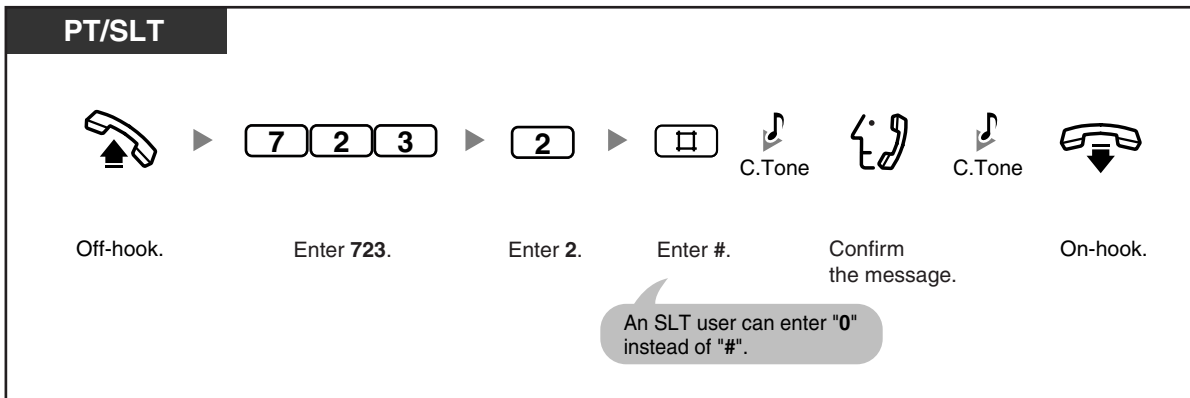 PT/SLT
7 2 3
2
#
C.Tone
C.Tone
Off-hook.
Enter 723.
Enter 2.
Enter #.
Confirm
the message.
On-hook.
An SLT user can enter "0"
instead of "#".